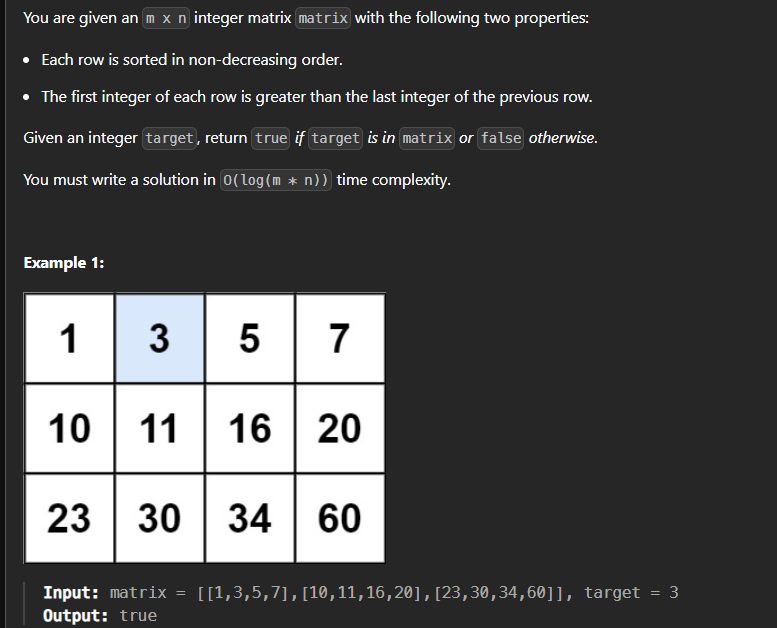 You are given an m x n integer matrix matrix with the following two properties:
• Each row is sorted in non-decreasing order.
• The first integer of each row is greater than the last integer of the previous row.
Given an integer target, return true if target is in matrix or false otherwise.
You must write a solution in O(log(m * n)) time complexity.
Example 1:
1 3 5 7
10 11 16 20
23 30 34 60
Input: matrix = [[1,3,5,7],[10,11,16,20],[23,30,34,60]], target = 3
Output: true